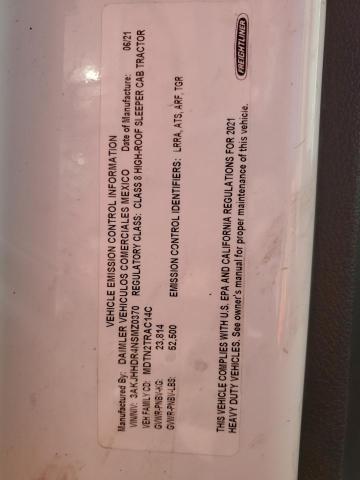 VEHICLE EMISSION CONTROL INFORMATION
Manufactured By: DAIMLER VEHICULOS COMERCIALES MEXICO Date of Manufacture: 06/21
VIN/NIV: 3AKJHHDR4NSMZ0370 REGULATORY CLASS: CLASS 8 HIGH-ROOF SLEEPER CAB TRACTOR
VEH FAMILY CD: MDTN2TRAC14C
GVWR-PNBV-KG: 23,814
GVWR-PNBV-LBS: 52,500 EMISSION CONTROL IDENTIFIERS: LRRA, ATS, ARF, TGR
THIS VEHICLE COMPLIES WITH U.S. EPA AND CALIFORNIA REGULATIONS FOR 2021
HEAVY DUTY VEHICLES. See owner's manual for proper maintenance of this vehicle.
FREIGHTLINER